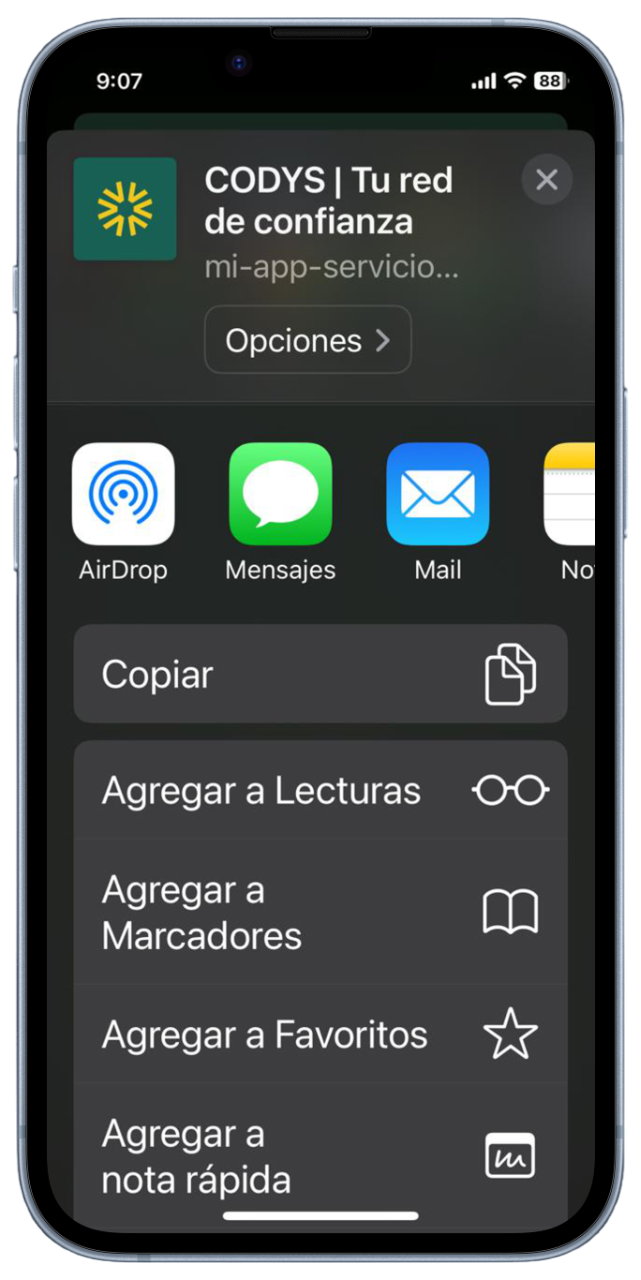 9:07
88
CODYS | Tu red
de confianza
mi-app-servicio...
Opciones
AirDrop
Mensajes
Mail
Copiar
Agregar a Lecturas
Agregar a
Marcadores
Agregar a Favoritos
Agregar a
nota rápida